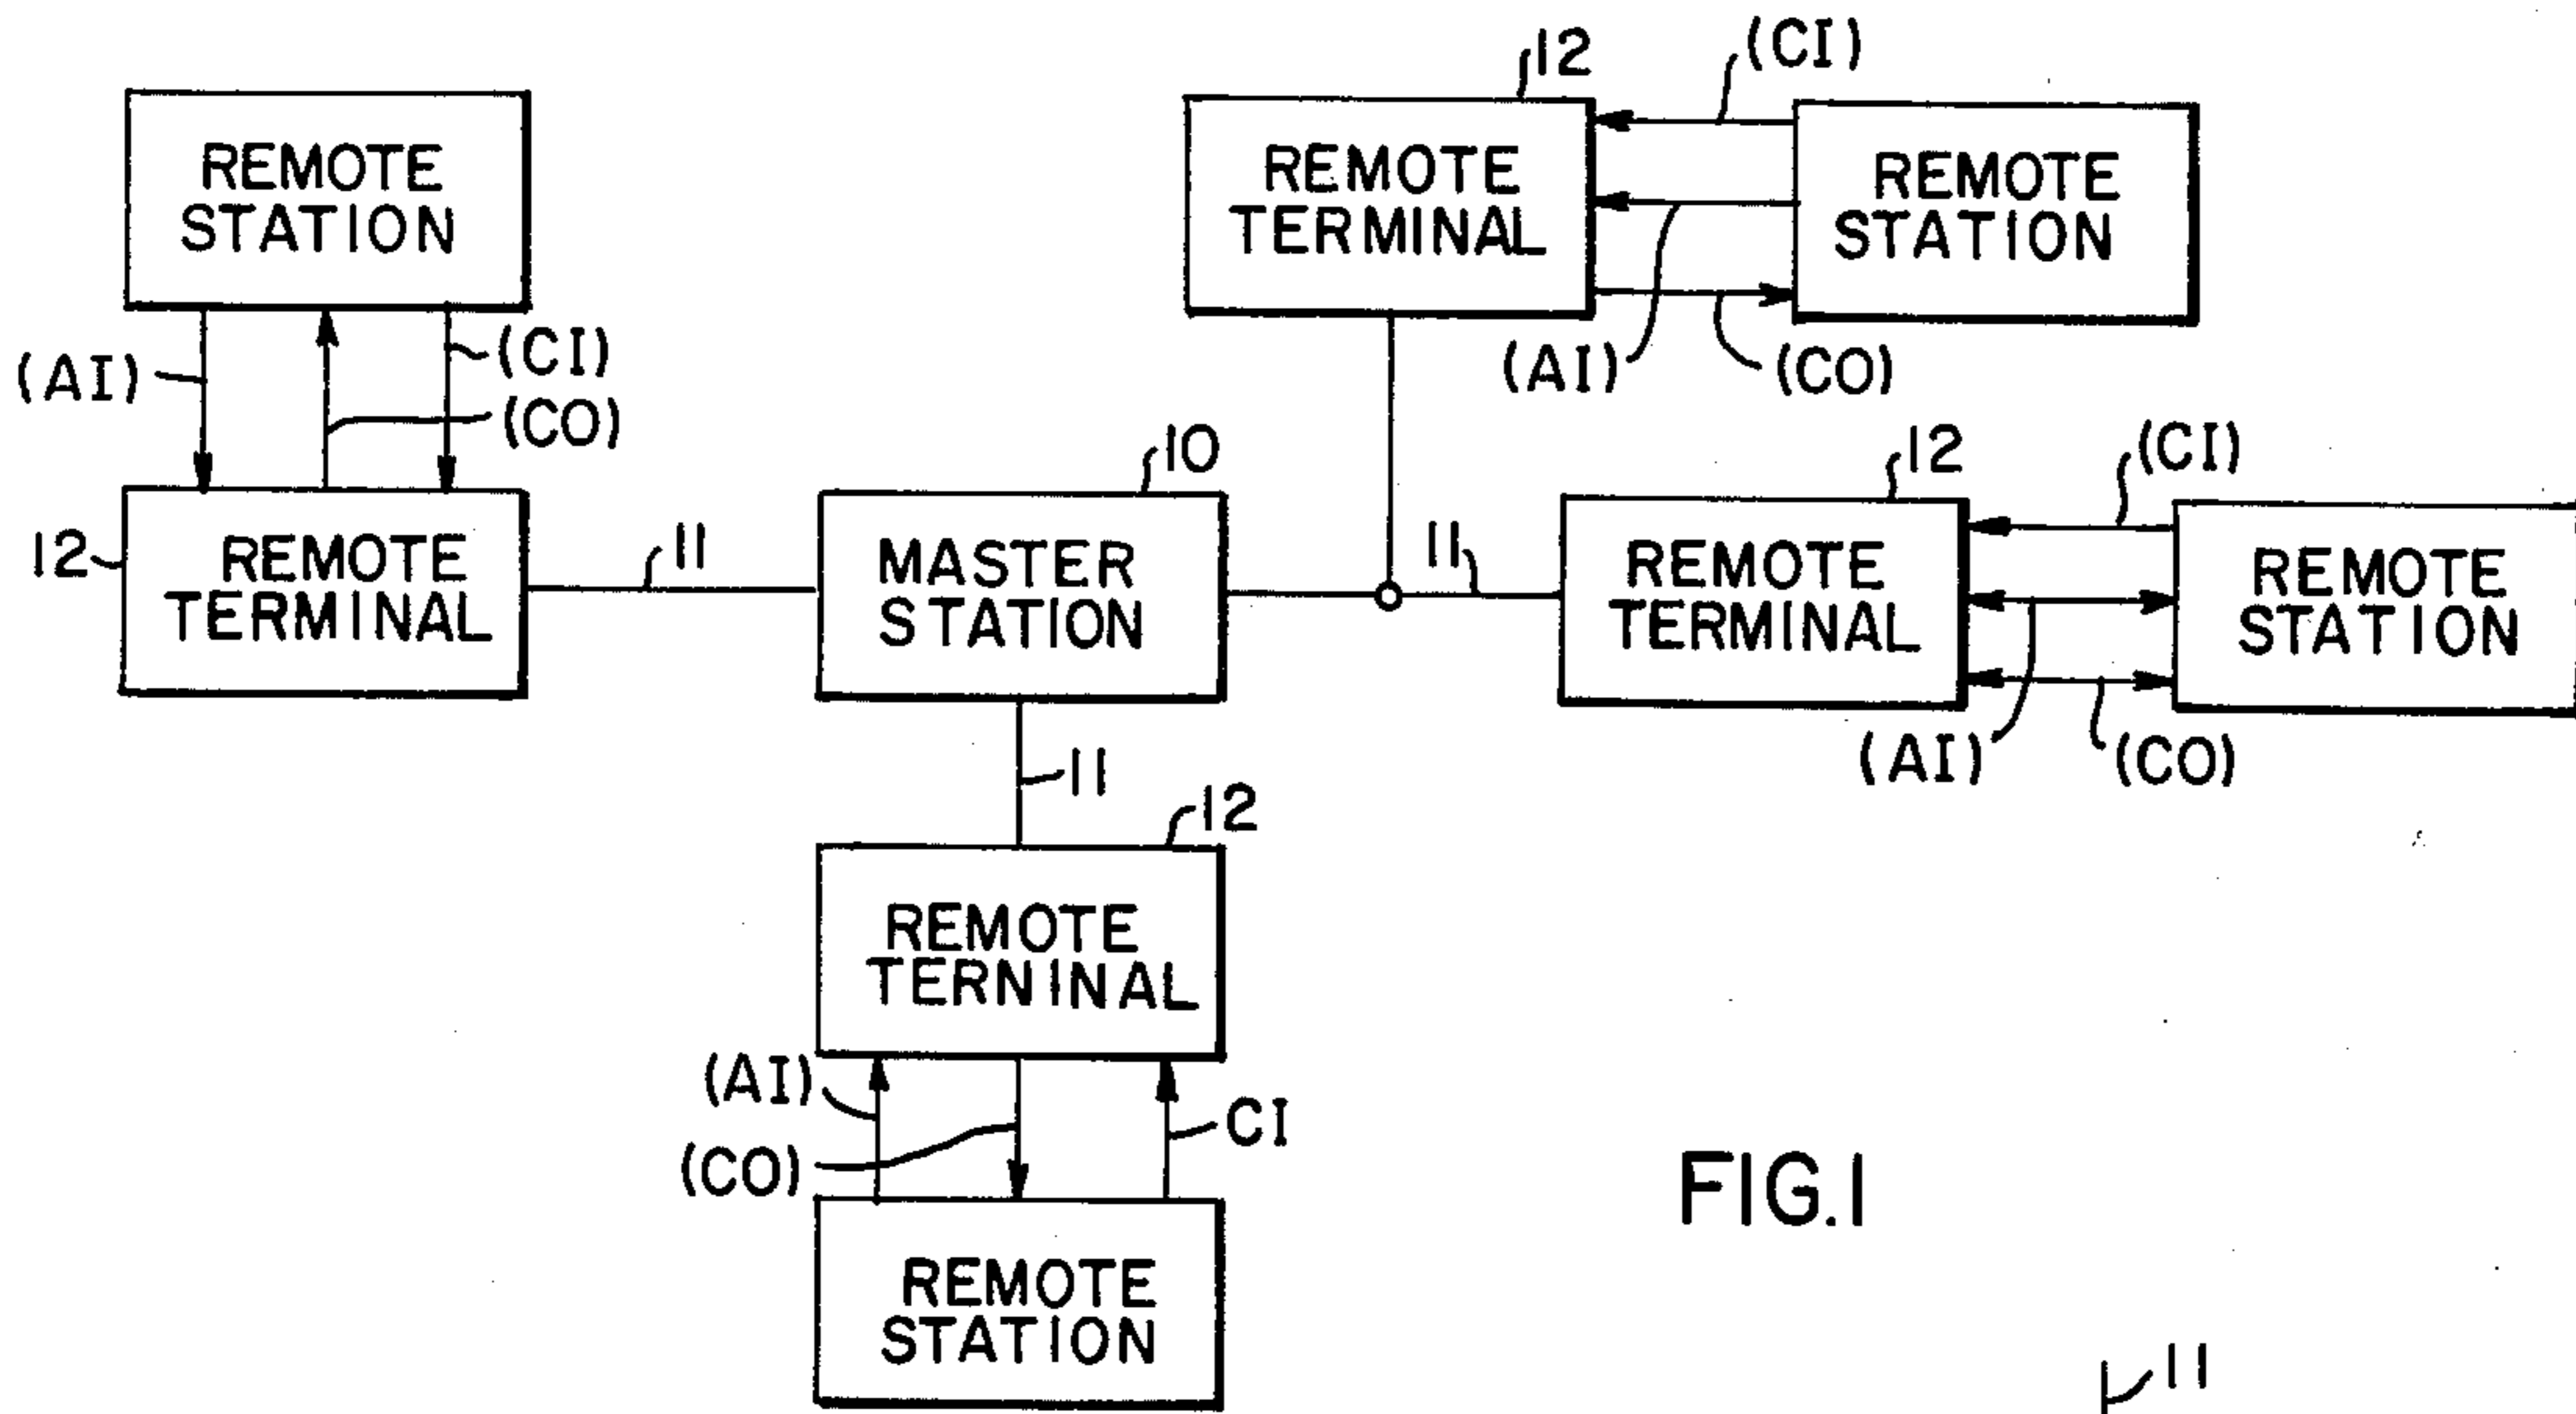 12
(CI)
REMOTE
STATION
REMOTE
TERMINAL
REMOTE
STATION
(AI)
(CI)
(CO)
(AI)
(CO)
12
REMOTE
TERMINAL
11
10
MASTER
STATION
11
12
REMOTE
TERMINAL
(CI)
REMOTE
STATION
(AI)
(CO)
11
12
REMOTE
TERNINAL
(AI)
(CO)
CI
REMOTE
STATION
FIG.1
11